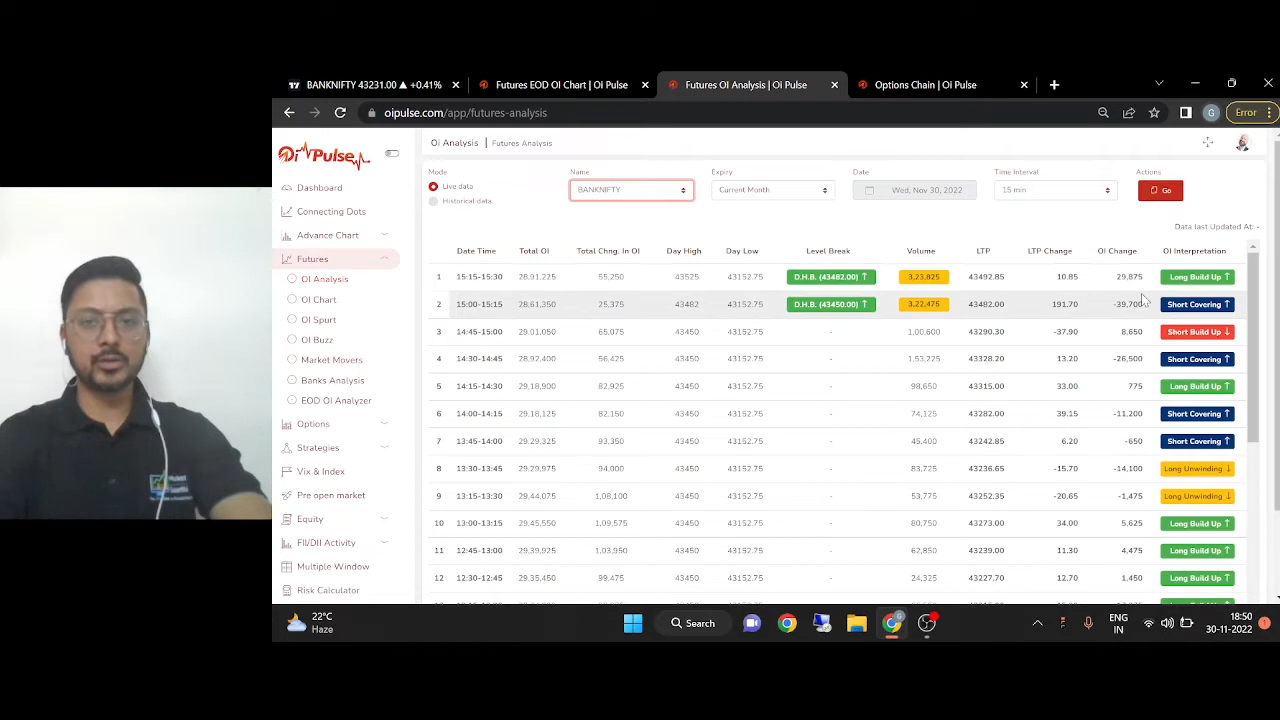 BANKNIFTY 43231.00 ▲ +0.41%
Futures EOD OI Chart | Oi Pulse
Futures OI Analysis | Oi Pulse
Options Chain | Oi Pulse
oipulse.com/app/futures-analysis
Error
Oi Pulse
Oi Analysis | Futures Analysis
Dashboard
Connecting Dots
Advance Chart
Futures
OI Analysis
OI Chart
OI Spurt
OI Buzz
Market Movers
Banks Analysis
EOD OI Analyzer
Options
Strategies
Vix & Index
Pre open market
Equity
FII/DII Activity
Multiple Window
Risk Calculator
Mode Name Expiry Date Time Interval Actions
Live data
Historical data
BANKNIFTY Current Month Wed, Nov 30, 2022 15 min Go
Data last Updated At: -
Date Time Total OI Total Chng. In OI Day High Day Low Level Break Volume LTP LTP Change OI Change OI Interpretation
1 15:15-15:30 28,91,225 55,250 43525 43152.75 D.H.B. (43482.00) ↑ 3,23,825 43492.85 10.85 29,875 Long Build Up ↑
2 15:00-15:15 28,61,350 25,375 43482 43152.75 D.H.B. (43450.00) ↑ 3,22,475 43482.00 191.70 -39,700 Short Covering ↑
3 14:45-15:00 29,01,050 65,075 43450 43152.75 - 1,00,600 43290.30 -37.90 8,650 Short Build Up ↓
4 14:30-14:45 28,92,400 56,425 43450 43152.75 - 1,53,225 43328.20 13.20 -26,500 Short Covering ↑
5 14:15-14:30 29,18,900 82,925 43450 43152.75 - 98,650 43315.00 33.00 775 Long Build Up ↑
6 14:00-14:15 29,18,125 82,150 43450 43152.75 - 74,125 43282.00 39.15 -11,200 Short Covering ↑
7 13:45-14:00 29,29,325 93,350 43450 43152.75 - 45,400 43242.85 6.20 -650 Short Covering ↑
8 13:30-13:45 29,29,975 94,000 43450 43152.75 - 83,725 43236.65 -15.70 -14,100 Long Unwinding ↓
9 13:15-13:30 29,44,075 1,08,100 43450 43152.75 - 53,775 43252.35 -20.65 -1,475 Long Unwinding ↓
10 13:00-13:15 29,45,550 1,09,575 43450 43152.75 - 80,750 43273.00 34.00 5,625 Long Build Up ↑
11 12:45-13:00 29,39,925 1,03,950 43450 43152.75 - 62,850 43239.00 11.30 4,475 Long Build Up ↑
12 12:30-12:45 29,35,450 99,475 43450 43152.75 - 24,325 43227.70 12.70 1,450 Long Build Up ↑
22°C
Haze
Search
ENG
IN
18:50
30-11-2022